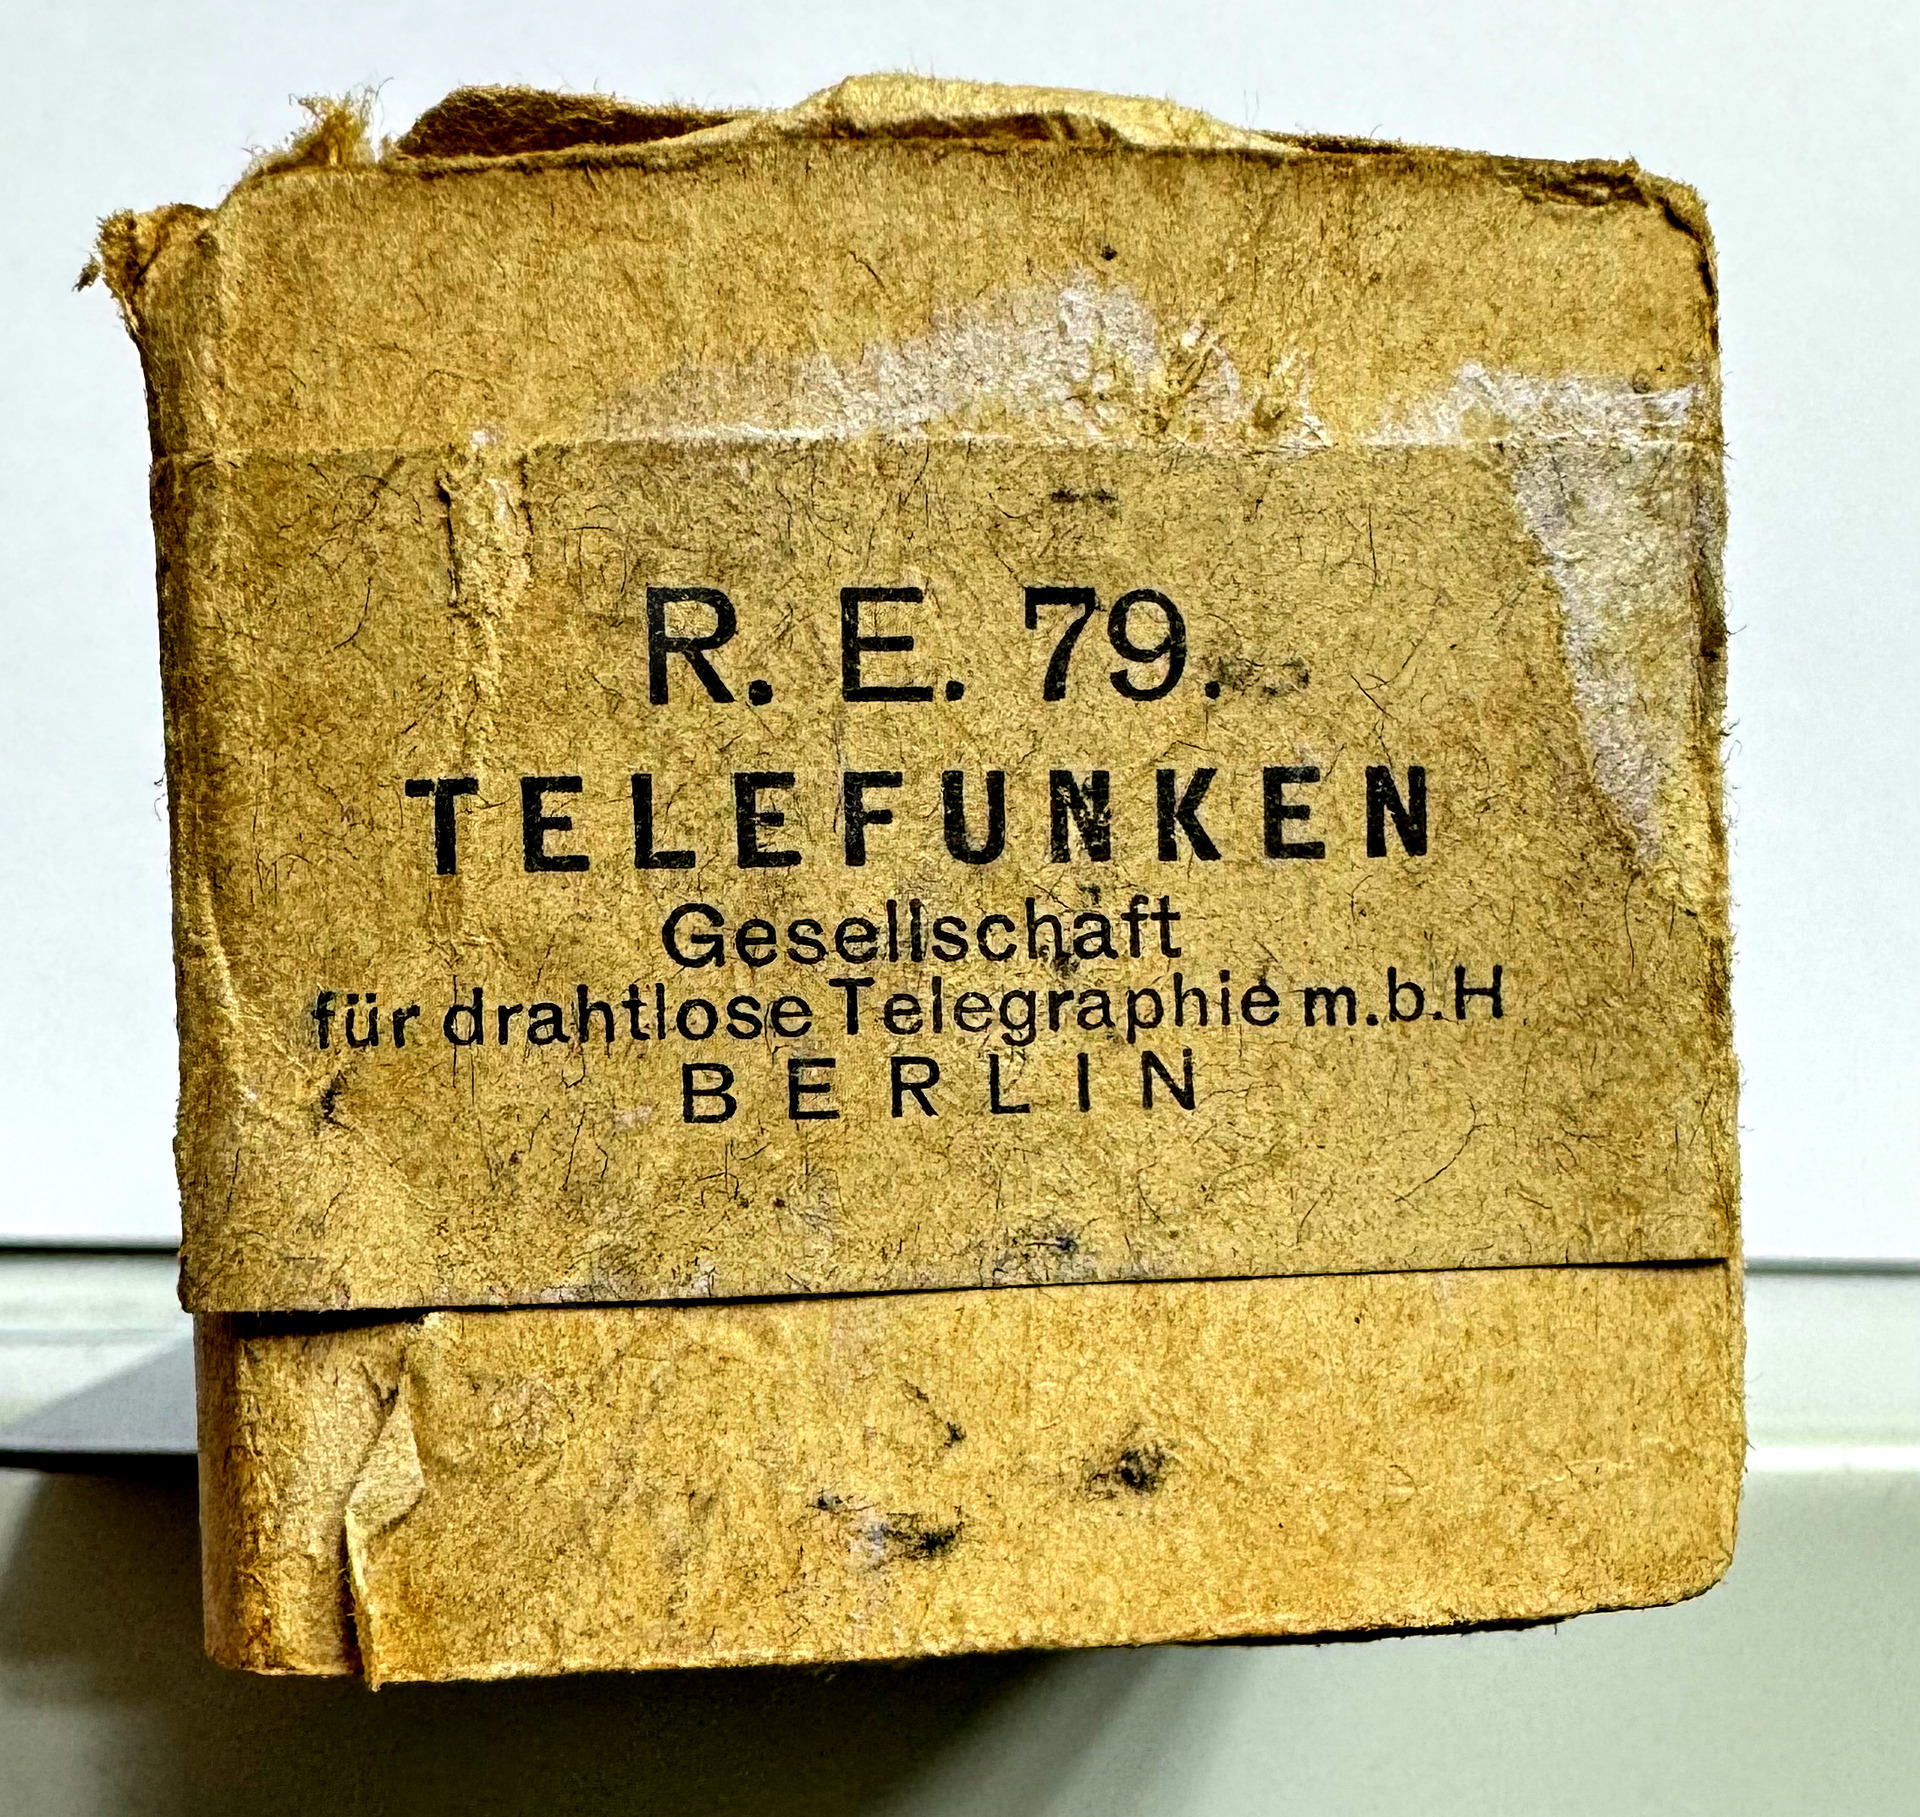 R. E. 79.
TELEFUNKEN
Gesellschaft
für drahtlose Telegraphie m.b.H
BERLIN